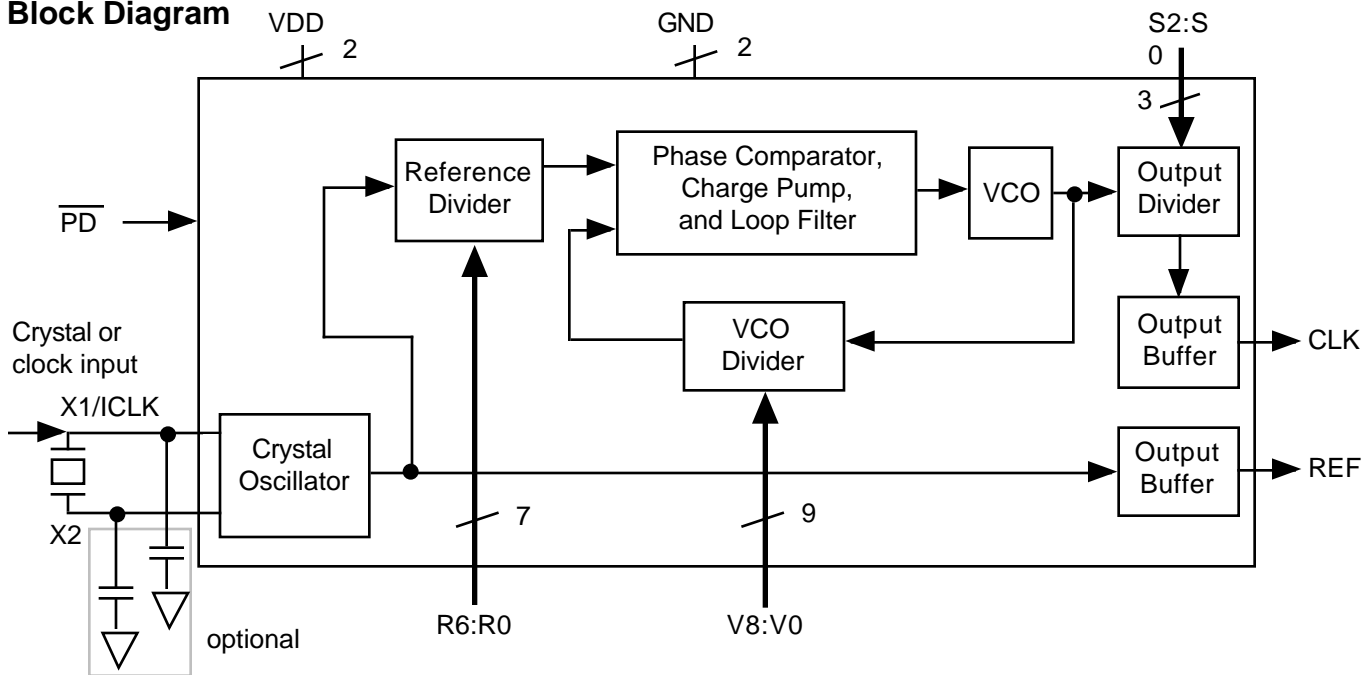 Block Diagram
VDD
2
GND
2
S2:S
0
3
Reference
Divider
Phase Comparator,
Charge Pump,
and Loop Filter
VCO
Output
Divider
PD
VCO
Divider
Output
Buffer
CLK
Crystal or
clock input
X1/ICLK
Crystal
Oscillator
Output
Buffer
REF
X2
7
9
optional
R6:R0
V8:V0